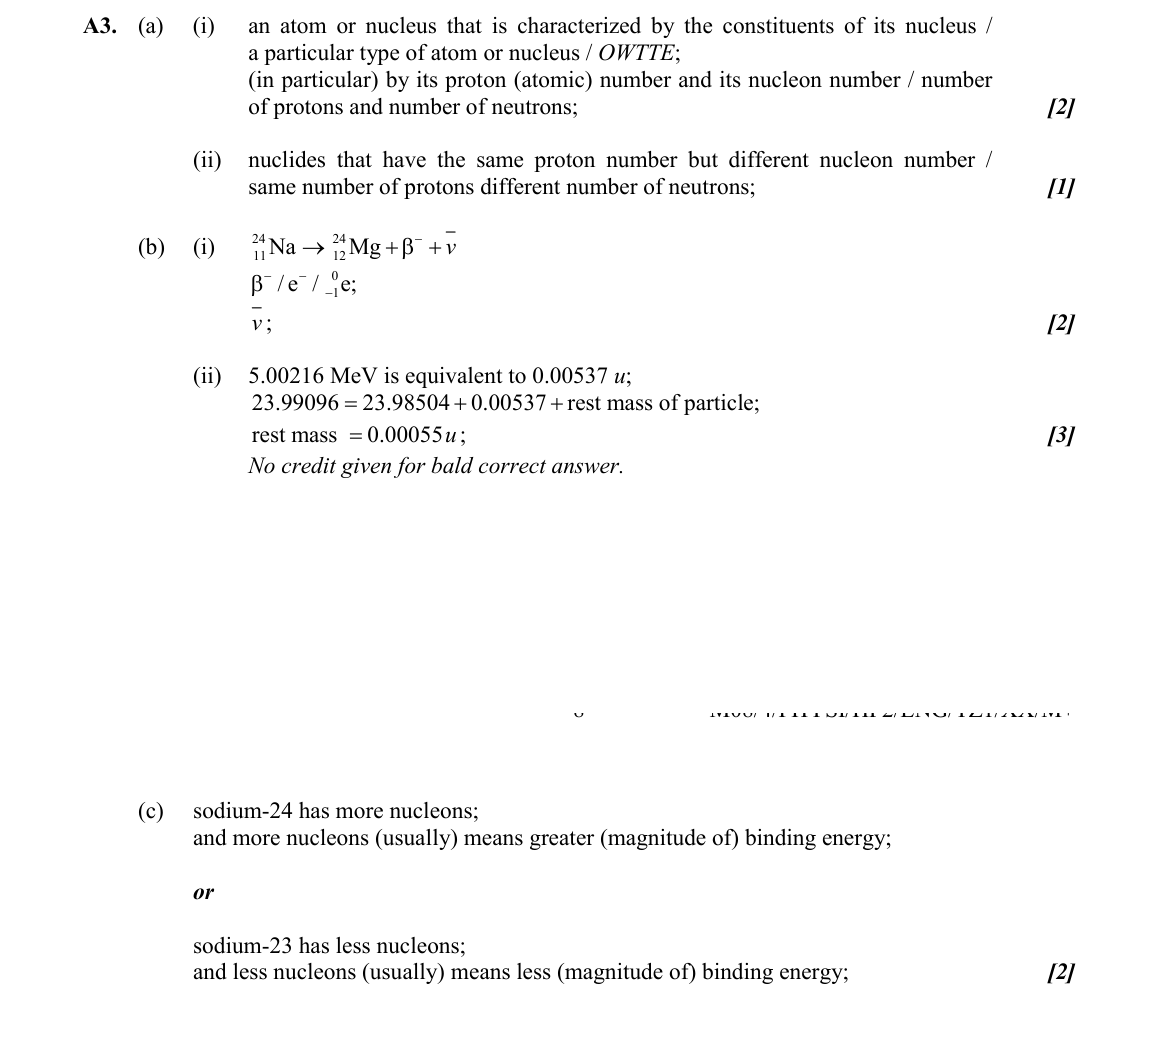 A3. (a) (i) an atom or nucleus that is characterized by the constituents of its nucleus /
a particular type of atom or nucleus / OWTTE;
(in particular) by its proton (atomic) number and its nucleon number / number
of protons and number of neutrons; [2]
(ii) nuclides that have the same proton number but different nucleon number /
same number of protons different number of neutrons; [1]
(b) (i) ²⁴₁₁Na → ²⁴₁₂Mg + β⁻ + v̅
β⁻ / e⁻ / ⁰₋₁e;
v̅; [2]
(ii) 5.00216 MeV is equivalent to 0.00537 u;
23.99096 = 23.98504 + 0.00537 + rest mass of particle;
rest mass = 0.00055u; [3]
No credit given for bald correct answer.
(c) sodium-24 has more nucleons;
and more nucleons (usually) means greater (magnitude of) binding energy;
or
sodium-23 has less nucleons;
and less nucleons (usually) means less (magnitude of) binding energy; [2]